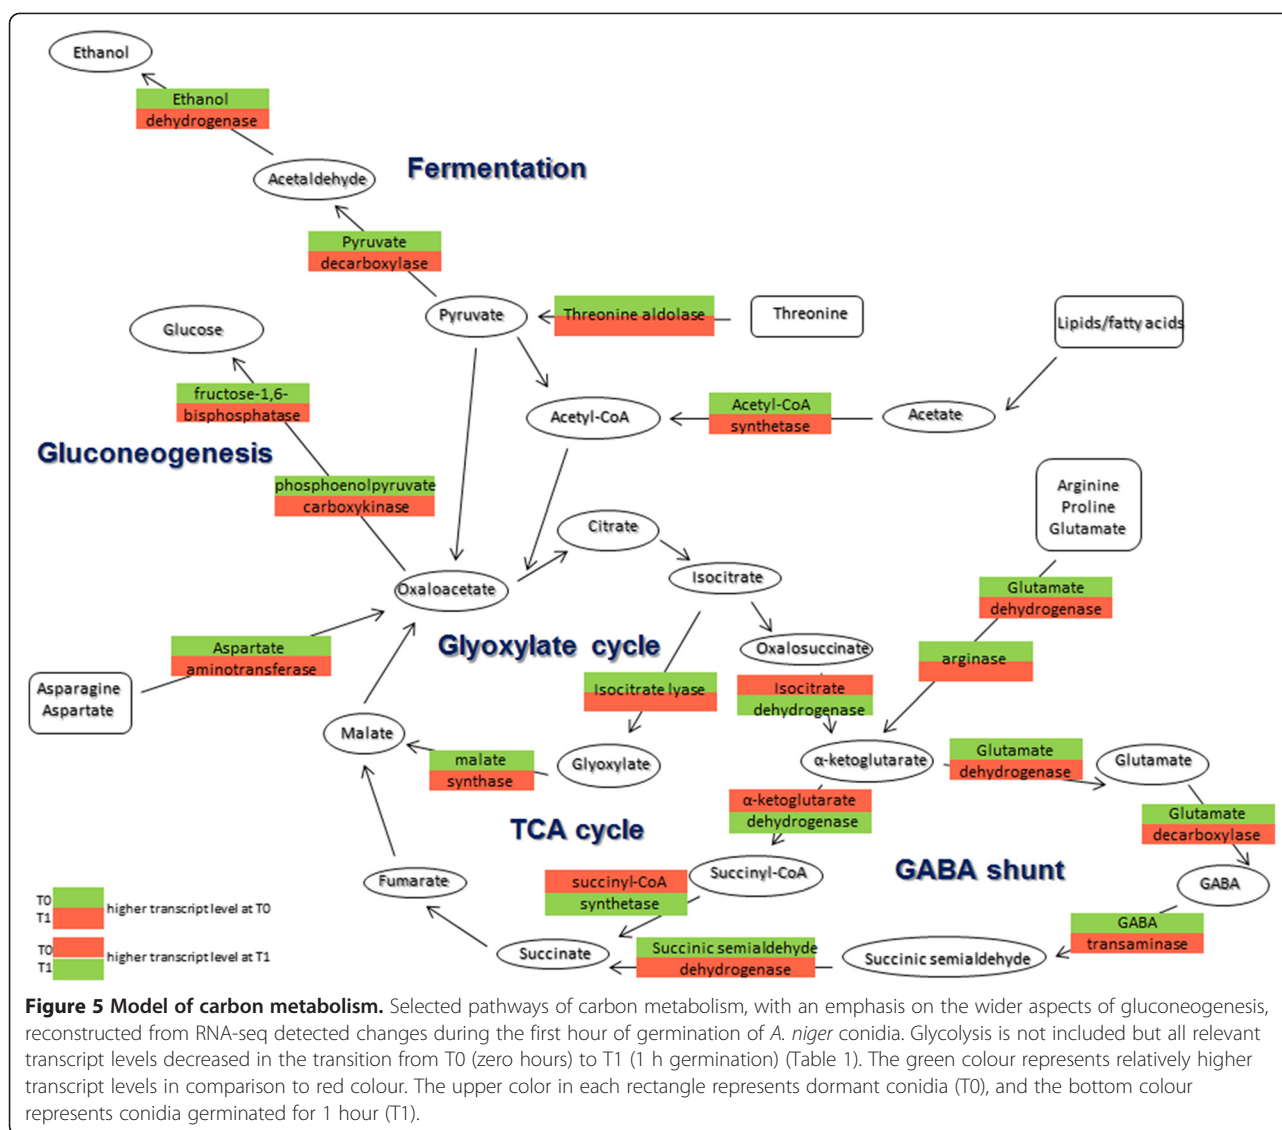 Ethanol
Ethanol
dehydrogenase
Acetaldehyde
Fermentation
Pyruvate
decarboxylase
Pyruvate
Threonine aldolase
Threonine
Glucose
Lipids/fatty acids
fructose-1,6-
bisphosphatase
Acetyl-CoA
Acetyl-CoA
synthetase
Acetate
Gluconeogenesis
phosphoenolpyruvate
carboxykinase
Arginine
Proline
Glutamate
Citrate
Isocitrate
Oxaloacetate
Glutamate
dehydrogenase
Aspartate
aminotransferase
Glyoxylate cycle
Oxalosuccinate
arginase
Asparagine
Aspartate
Isocitrate lyase
Isocitrate
dehydrogenase
Malate
malate
synthase
Glyoxylate
α-ketoglutarate
Glutamate
dehydrogenase
Glutamate
α-ketoglutarate
dehydrogenase
Glutamate
decarboxylase
TCA cycle
Fumarate
succinyl-CoA
synthetase
Succinyl-CoA
GABA shunt
GABA
T0
T1
higher transcript level at T0
T0
T1
higher transcript level at T1
GABA
transaminase
Succinate
Succinic semialdehyde
dehydrogenase
Succinic semialdehyde
Figure 5 Model of carbon metabolism. Selected pathways of carbon metabolism, with an emphasis on the wider aspects of gluconeogenesis,
reconstructed from RNA-seq detected changes during the first hour of germination of A. niger conidia. Glycolysis is not included but all relevant
transcript levels decreased in the transition from T0 (zero hours) to T1 (1 h germination) (Table 1). The green colour represents relatively higher
transcript levels in comparison to red colour. The upper color in each rectangle represents dormant conidia (T0), and the bottom colour
represents conidia germinated for 1 hour (T1).